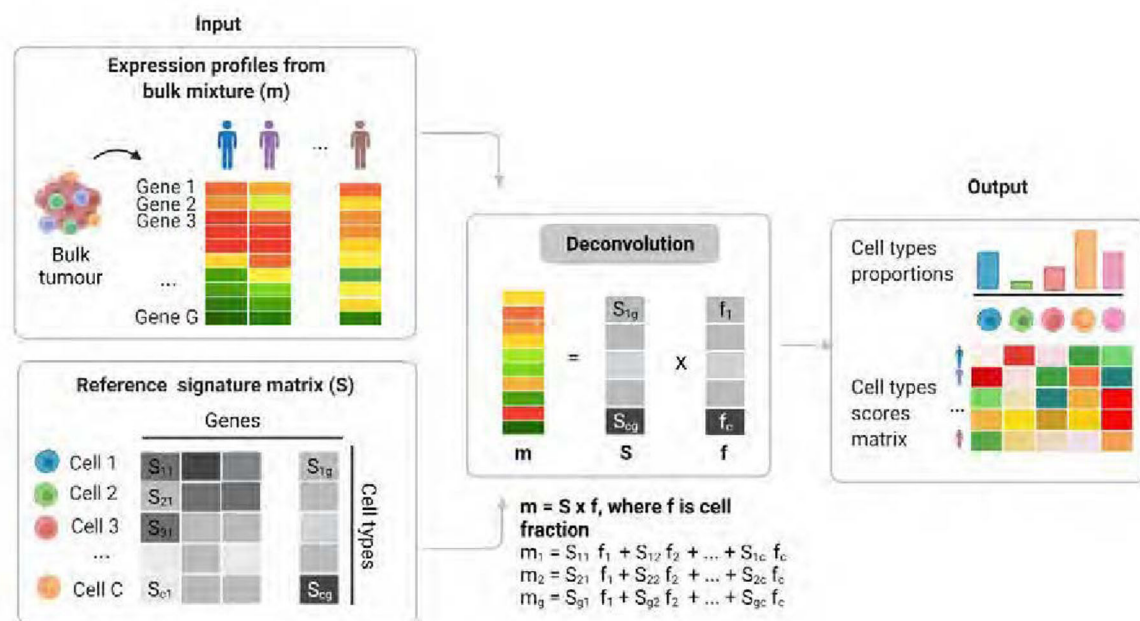 Input
Expression profiles from
bulk mixture (m)
...
Gene 1
Gene 2
Gene 3
...
Gene G
Bulk
tumour
Reference signature matrix (S)
Genes
Cell 1
Cell 2
Cell 3
...
Cell C
S11
S21
S91
Sc1
S1g
Scg
Cell types
Deconvolution
S1g
f1
=
X
Scg
fc
m
S
f
m = S x f, where f is cell
fraction
m1 = S11 f1 + S12 f2 + ... + S1c fc
m2 = S21 f1 + S22 f2 + ... + S2c fc
mg = Sg1 f1 + Sg2 f2 + ... + Sgc fc
Output
Cell types
proportions
Cell types
scores
matrix
...